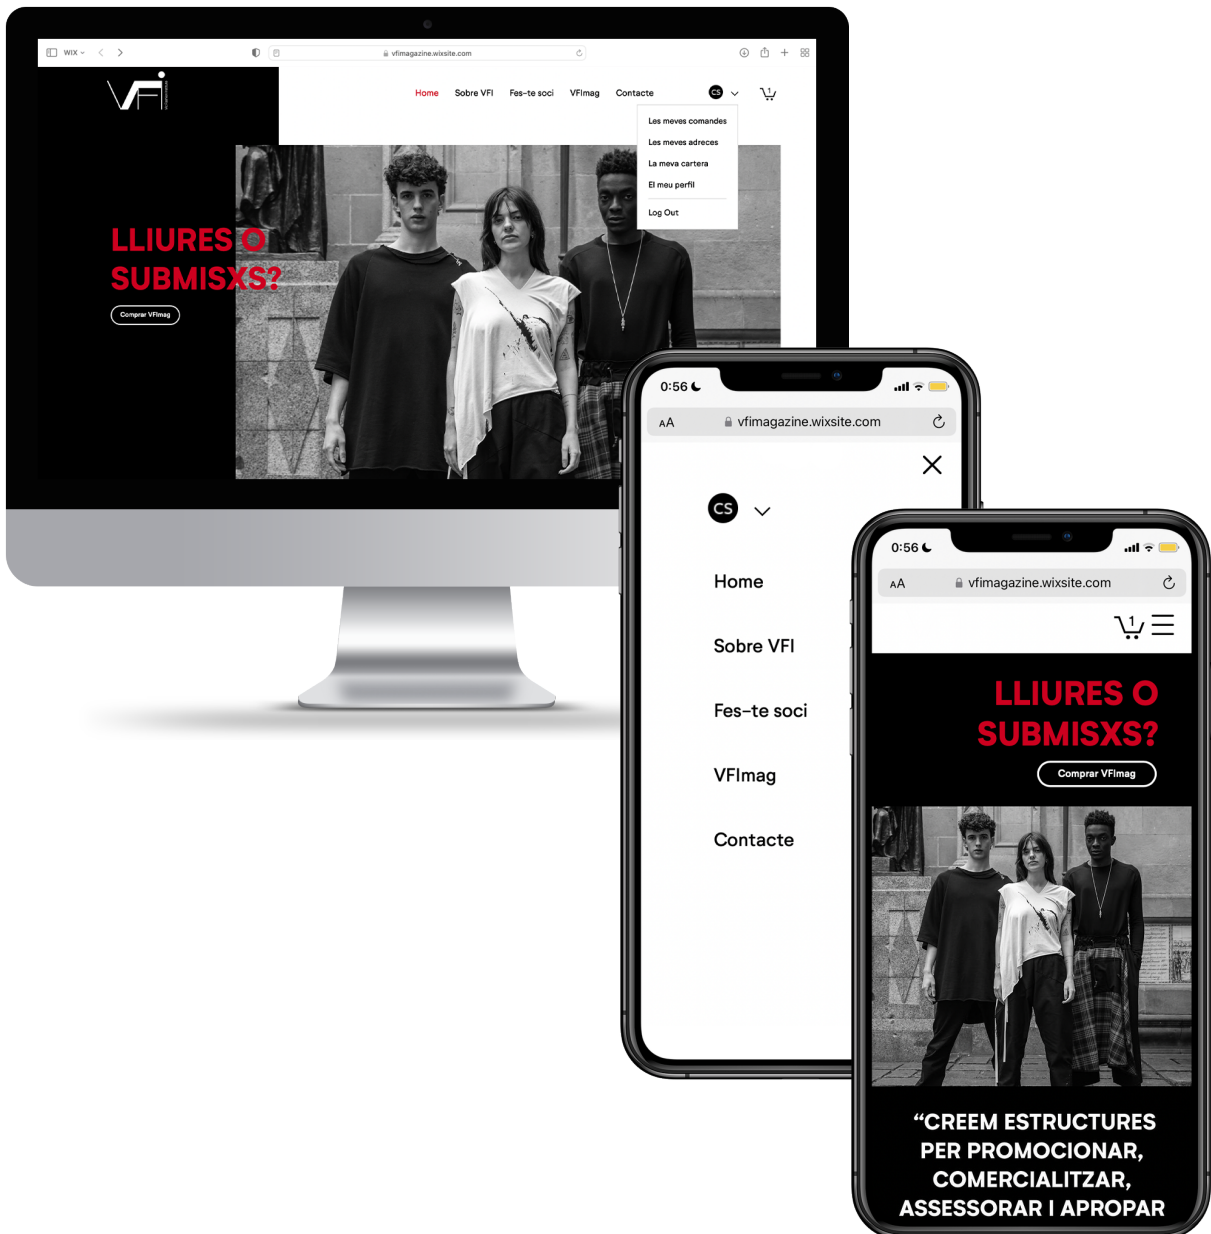 WIX
vfimagazine.wixsite.com
VFi
Home Sobre VFI Fes-te soci VFImag Contacte CS 1
Les meves comandes
Les meves adreces
La meva cartera
El meu perfil
Log Out
LLIURES O
SUBMISXS?
Comprar VFImag
0:56
AA vfimagazine.wixsite.com
CS
Home
Sobre VFI
Fes-te soci
VFImag
Contacte
0:56
AA vfimagazine.wixsite.com
1
LLIURES O
SUBMISXS?
Comprar VFImag
“CREEM ESTRUCTURES
PER PROMOCIONAR,
COMERCIALITZAR,
ASSESSORAR I APROPAR